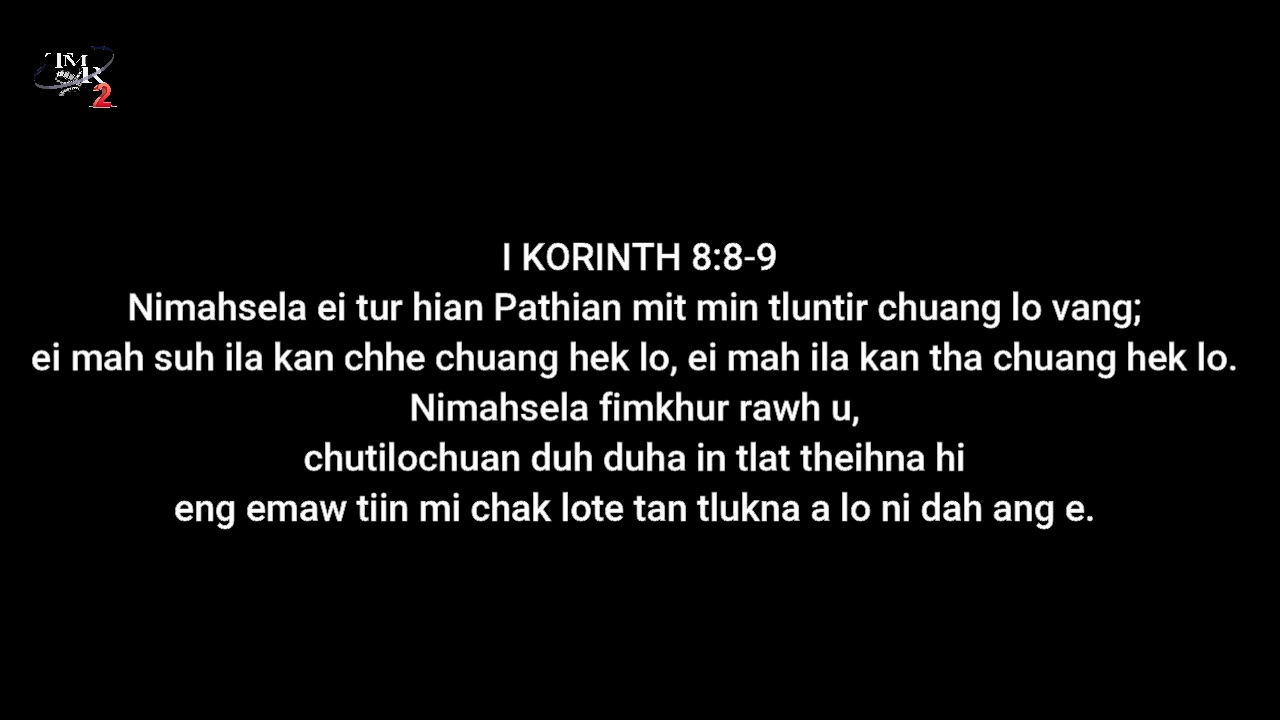 TMR
2
I KORINTH 8:8-9
Nimahsela ei tur hian Pathian mit min tluntir chuang lo vang;
ei mah suh ila kan chhe chuang hek lo, ei mah ila kan tha chuang hek lo.
Nimahsela fimkhur rawh u,
chutilochuan duh duha in tlat theihna hi
eng emaw tiin mi chak lote tan tlukna a lo ni dah ang e.